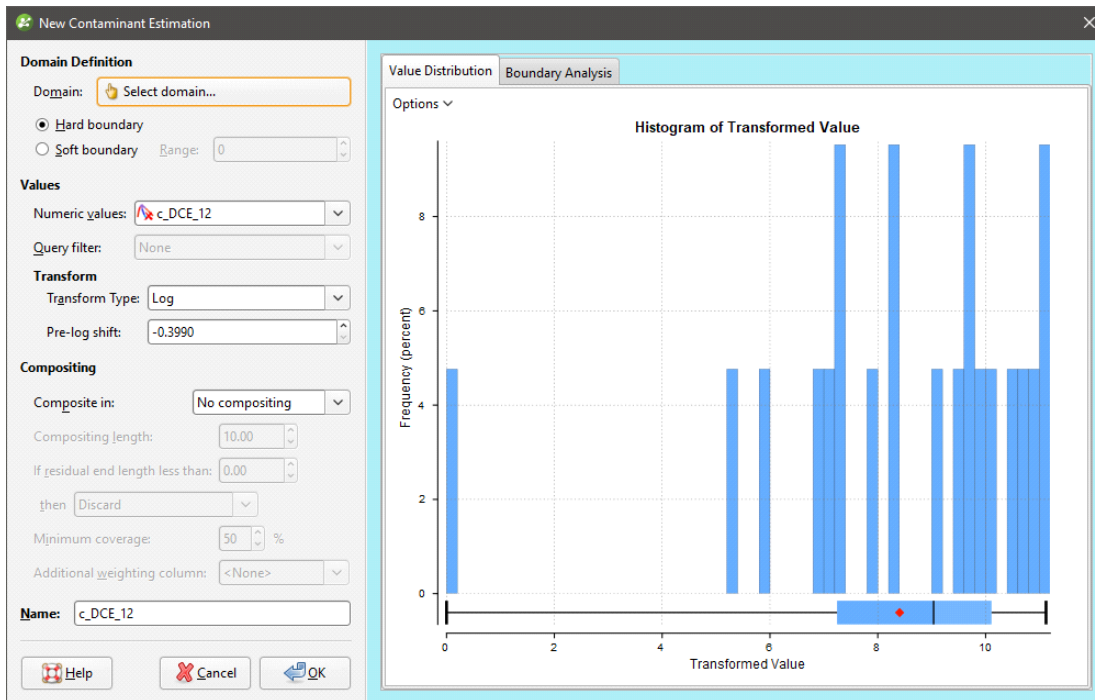 New Contaminant Estimation
Domain Definition
Domain: Select domain...
Hard boundary
Soft boundary Range: 0
Values
Numeric values: c_DCE_12
Query filter: None
Transform
Transform Type: Log
Pre-log shift: -0.3990
Compositing
Composite in: No compositing
Compositing length: 10.00
If residual end length less than: 0.00
then Discard
Minimum coverage: 50 %
Additional weighting column: <None>
Name: c_DCE_12
Help Cancel OK
Value Distribution Boundary Analysis
Options
Histogram of Transformed Value
Frequency (percent)
8
6
4
2
0
0 2 4 6 8 10
Transformed Value